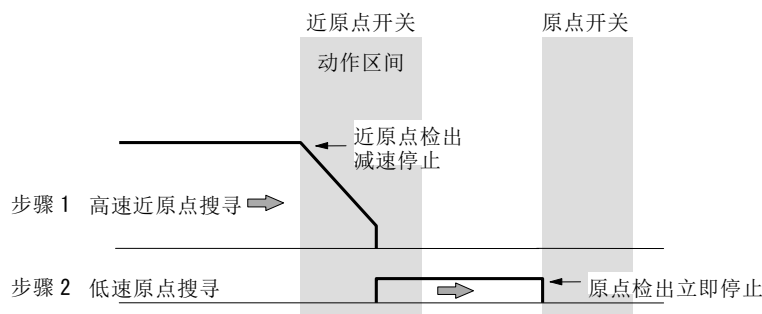 近原点开关
原点开关
动作区间
近原点检出
减速停止
步骤 1 高速近原点搜寻
步骤 2 低速原点搜寻
原点检出立即停止